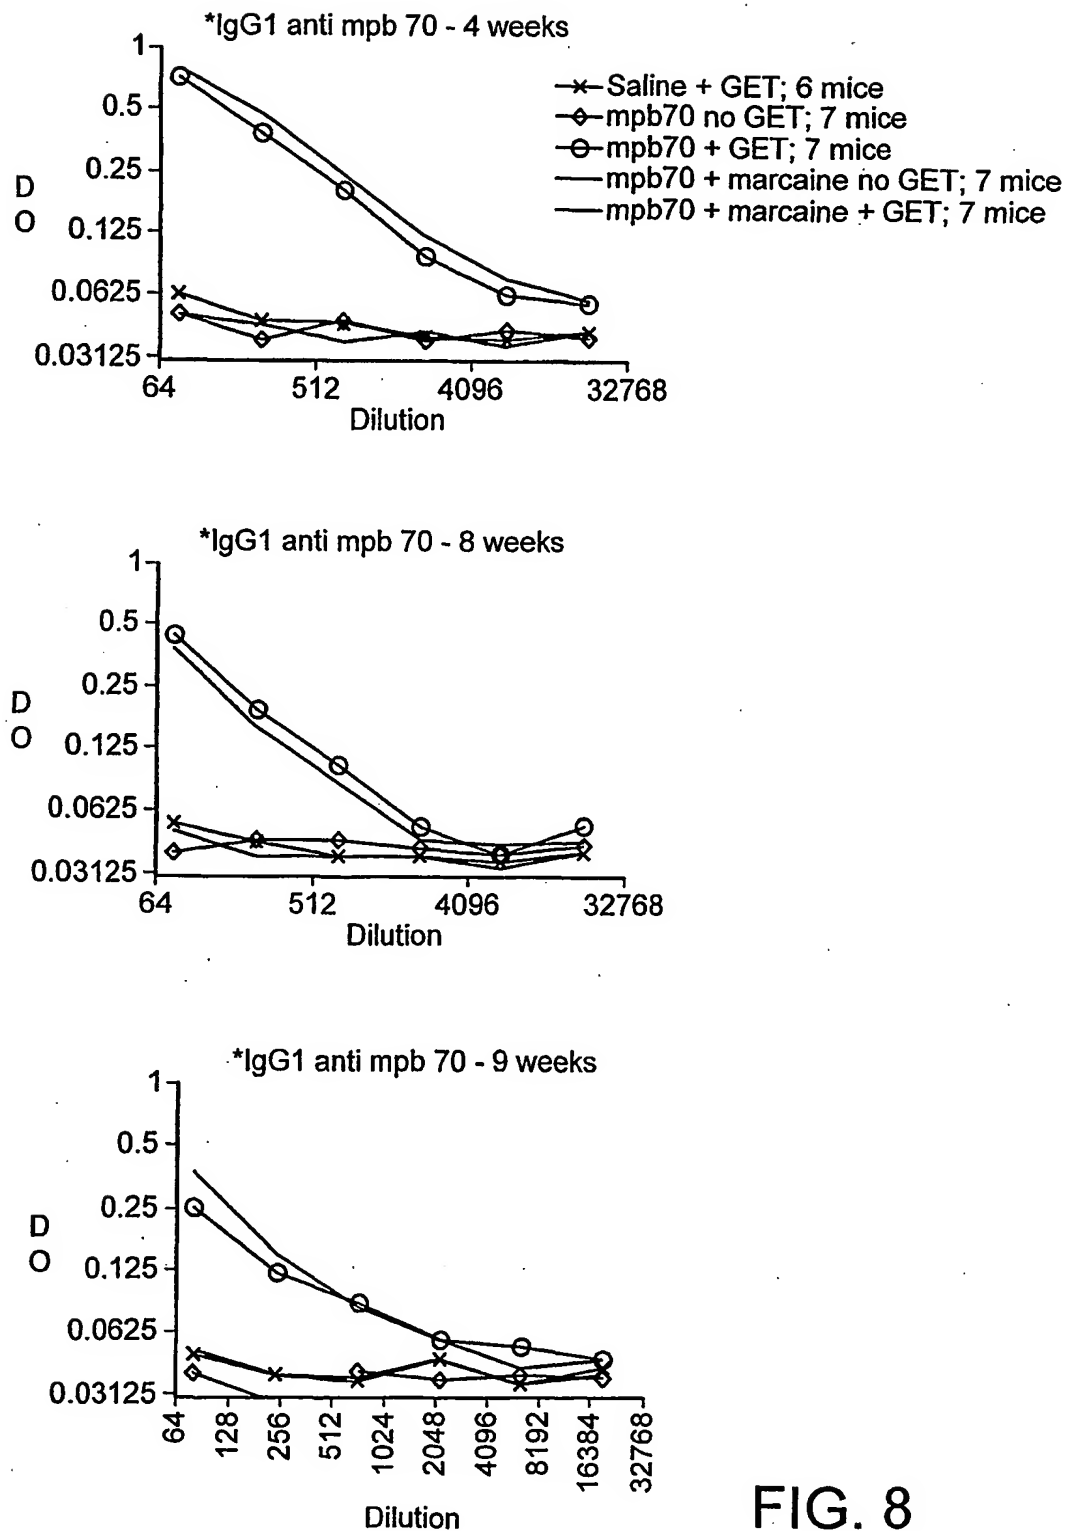 *IgG1 anti mpb 70 - 4 weeks
1
0.5
0.25
0.125
0.0625
0.03125
D
O
64
512
4096
32768
Dilution
Saline + GET; 6 mice
mpb70 no GET; 7 mice
mpb70 + GET; 7 mice
mpb70 + marcaine no GET; 7 mice
mpb70 + marcaine + GET; 7 mice
*IgG1 anti mpb 70 - 8 weeks
1
0.5
0.25
0.125
0.0625
0.03125
D
O
64
512
4096
32768
Dilution
*IgG1 anti mpb 70 - 9 weeks
1
0.5
0.25
0.125
0.0625
0.03125
D
O
64
128
256
512
1024
2048
4096
8192
16384
32768
Dilution
FIG. 8